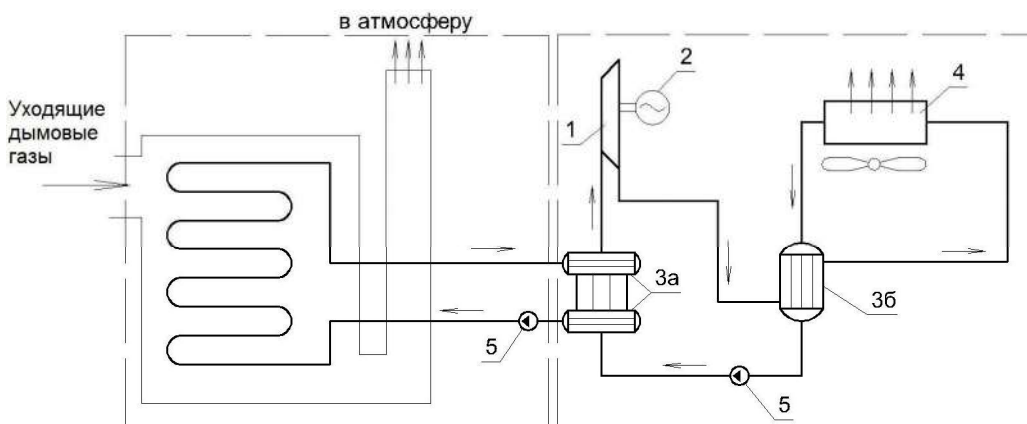 в атмосферу
Уходящие
дымовые
газы
1
2
4
3а
3б
5
5